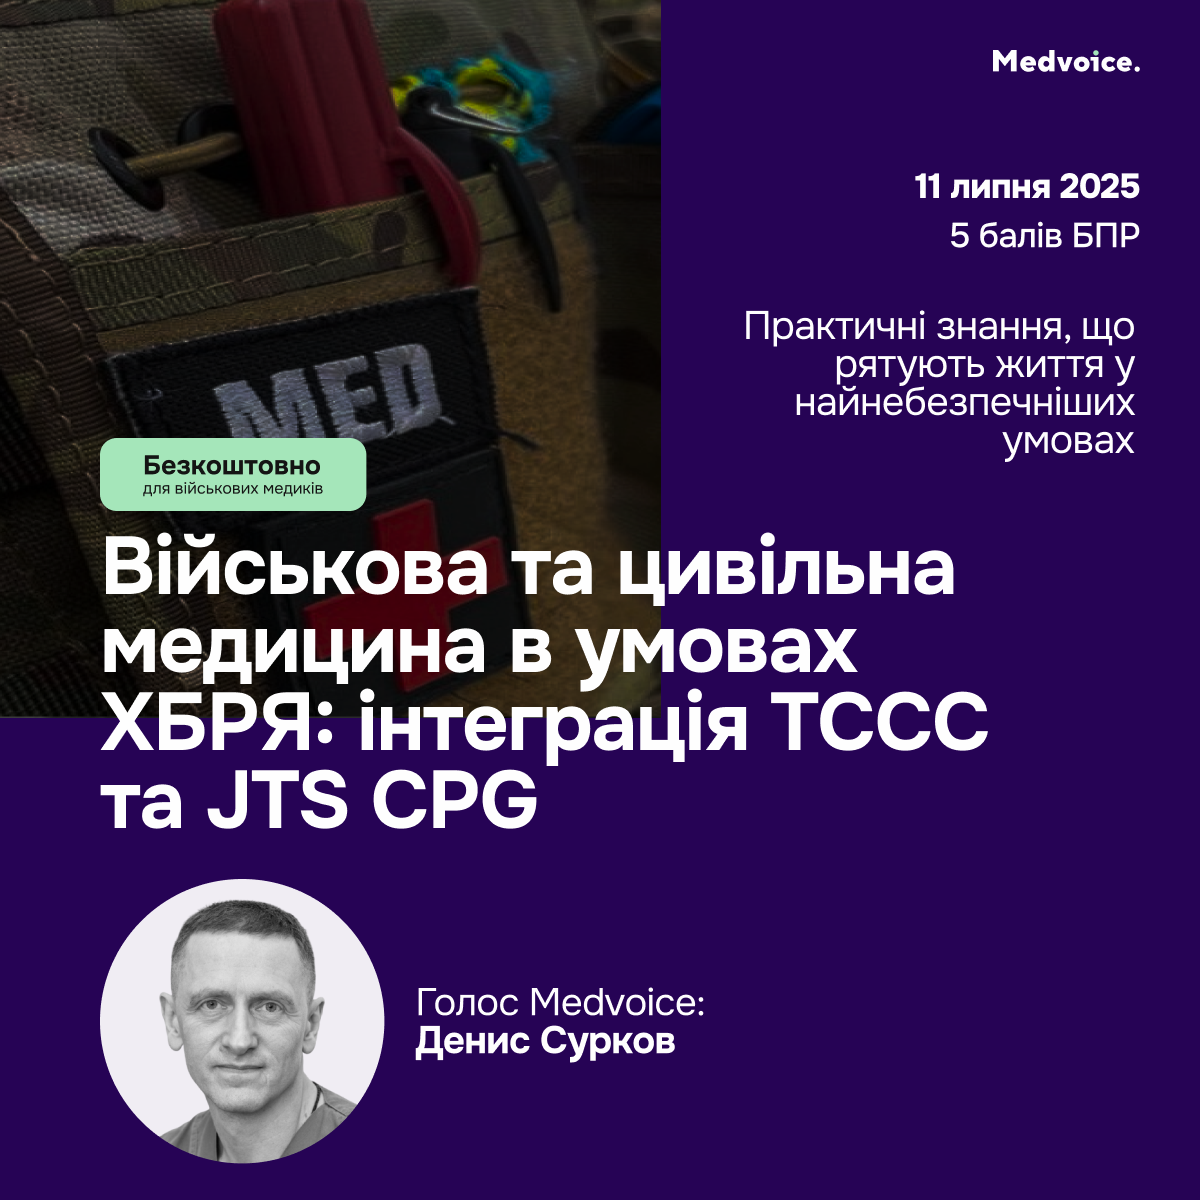 Medvoice.
11 липня 2025
5 балів БПР
Практичні знання, що
рятують життя у
найнебезпечніших
умовах
MED
Безкоштовно
для військових медиків
Військова та цивільна
медицина в умовах
ХБРЯ: інтеграція ТССС
та JTS CPG
Голос Medvoice:
Денис Сурков